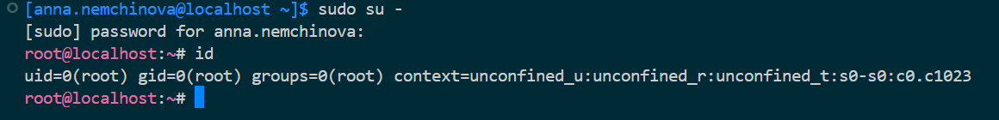 [anna.nemchinova@localhost ~]$ sudo su -
[sudo] password for anna.nemchinova:
root@localhost:~# id
uid=0(root) gid=0(root) groups=0(root) context=unconfined_u:unconfined_r:unconfined_t:s0-s0:c0.c1023
root@localhost:~#